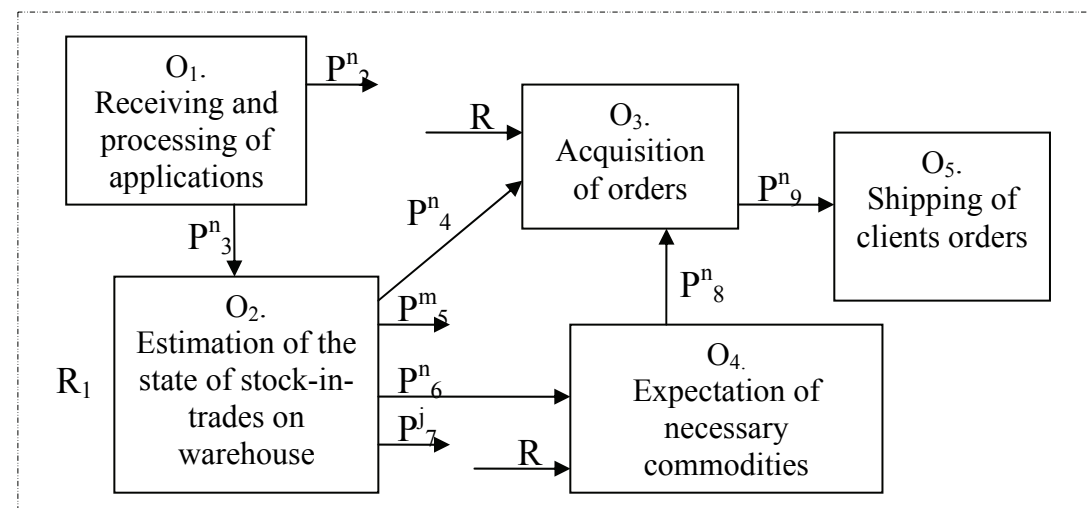 O₁.
Receiving and
processing of
applications
Pⁿ₂
Pⁿ₃
R₁
O₂.
Estimation of the
state of stock-in-
trades on
warehouse
Pⁿ₄
Pᵐ₅
Pⁿ₆
Pʲ₇
R
O₃.
Acquisition
of orders
Pⁿ₈
R
O₄.
Expectation of
necessary
commodities
Pⁿ₉
O₅.
Shipping of
clients orders